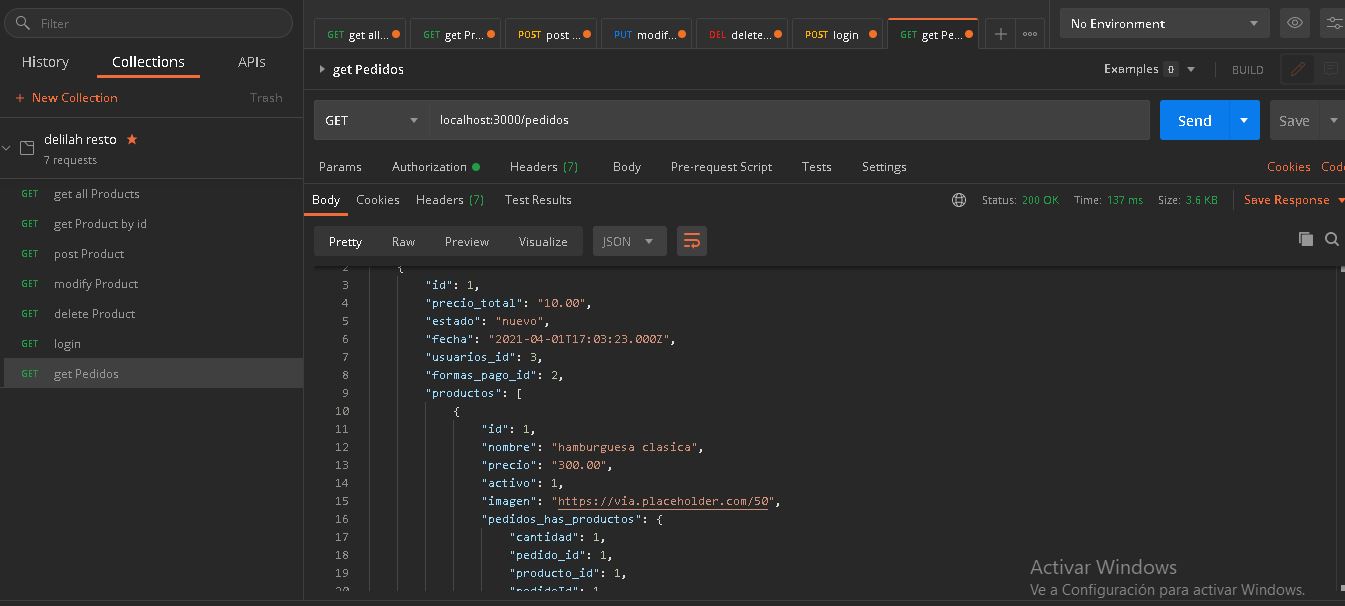 Filter
History Collections APIs
+ New Collection Trash
delilah resto
7 requests
GET get all Products
GET get Product by id
GET post Product
GET modify Product
GET delete Product
GET login
GET get Pedidos
GET get all... GET get Pr... POST post ... PUT modif... DEL delete... POST login GET get Pe... + ••• No Environment
get Pedidos Examples 0 BUILD
GET localhost:3000/pedidos Send Save
Params Authorization Headers (7) Body Pre-request Script Tests Settings Cookies Code
Body Cookies Headers (7) Test Results Status: 200 OK Time: 137 ms Size: 3.6 KB Save Response
Pretty Raw Preview Visualize JSON
2 {
3 "id": 1,
4 "precio_total": "10.00",
5 "estado": "nuevo",
6 "fecha": "2021-04-01T17:03:23.000Z",
7 "usuarios_id": 3,
8 "formas_pago_id": 2,
9 "productos": [
10 {
11 "id": 1,
12 "nombre": "hamburguesa clasica",
13 "precio": "300.00",
14 "activo": 1,
15 "imagen": "https://via.placeholder.com/50",
16 "pedidos_has_productos": {
17 "cantidad": 1,
18 "pedido_id": 1,
19 "producto_id": 1,
20 "pedidoId": 1
Activar Windows
Ve a Configuración para activar Windows.